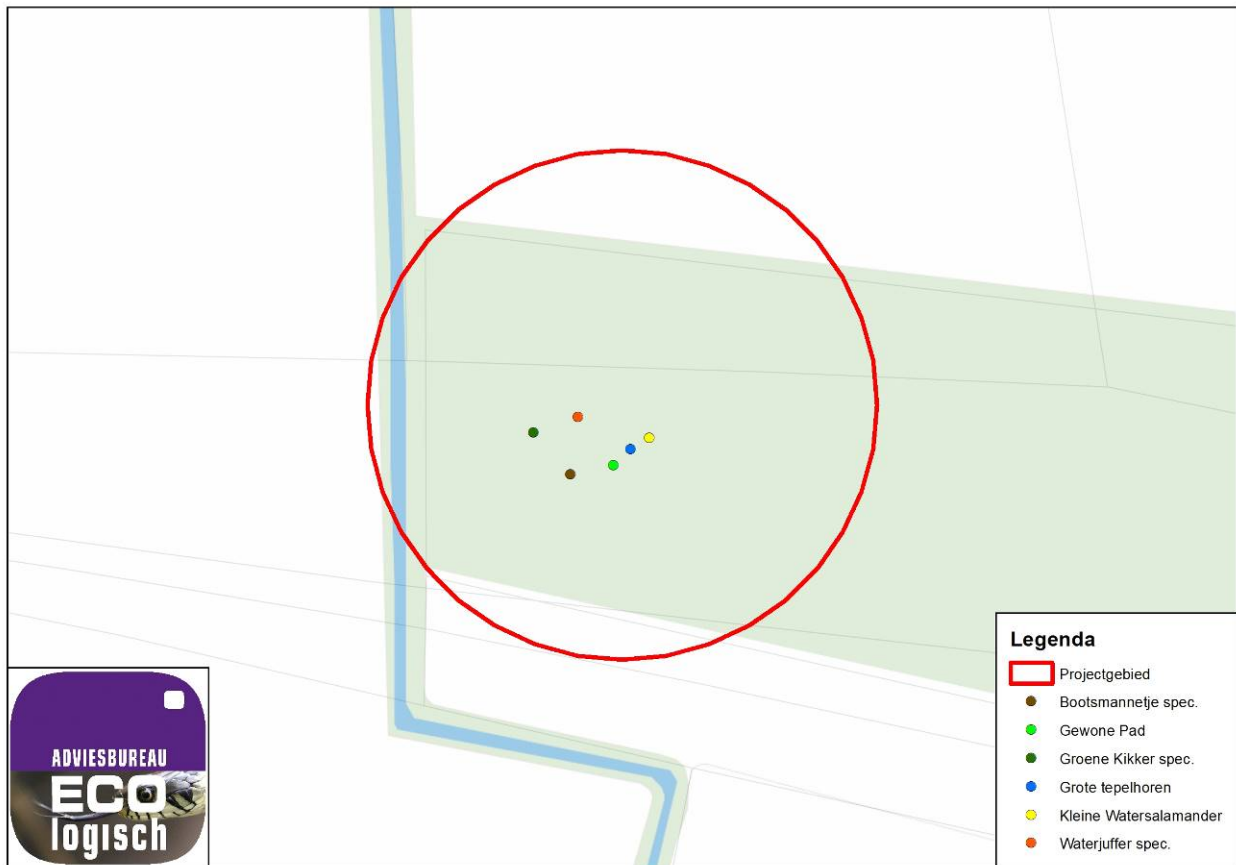 Legenda
Projectgebied
Bootsmannetje spec.
Gewone Pad
Groene Kikker spec.
Grote tepelhoren
Kleine Watersalamander
Waterjuffer spec.
ADVIESBUREAU
ECO
logisch